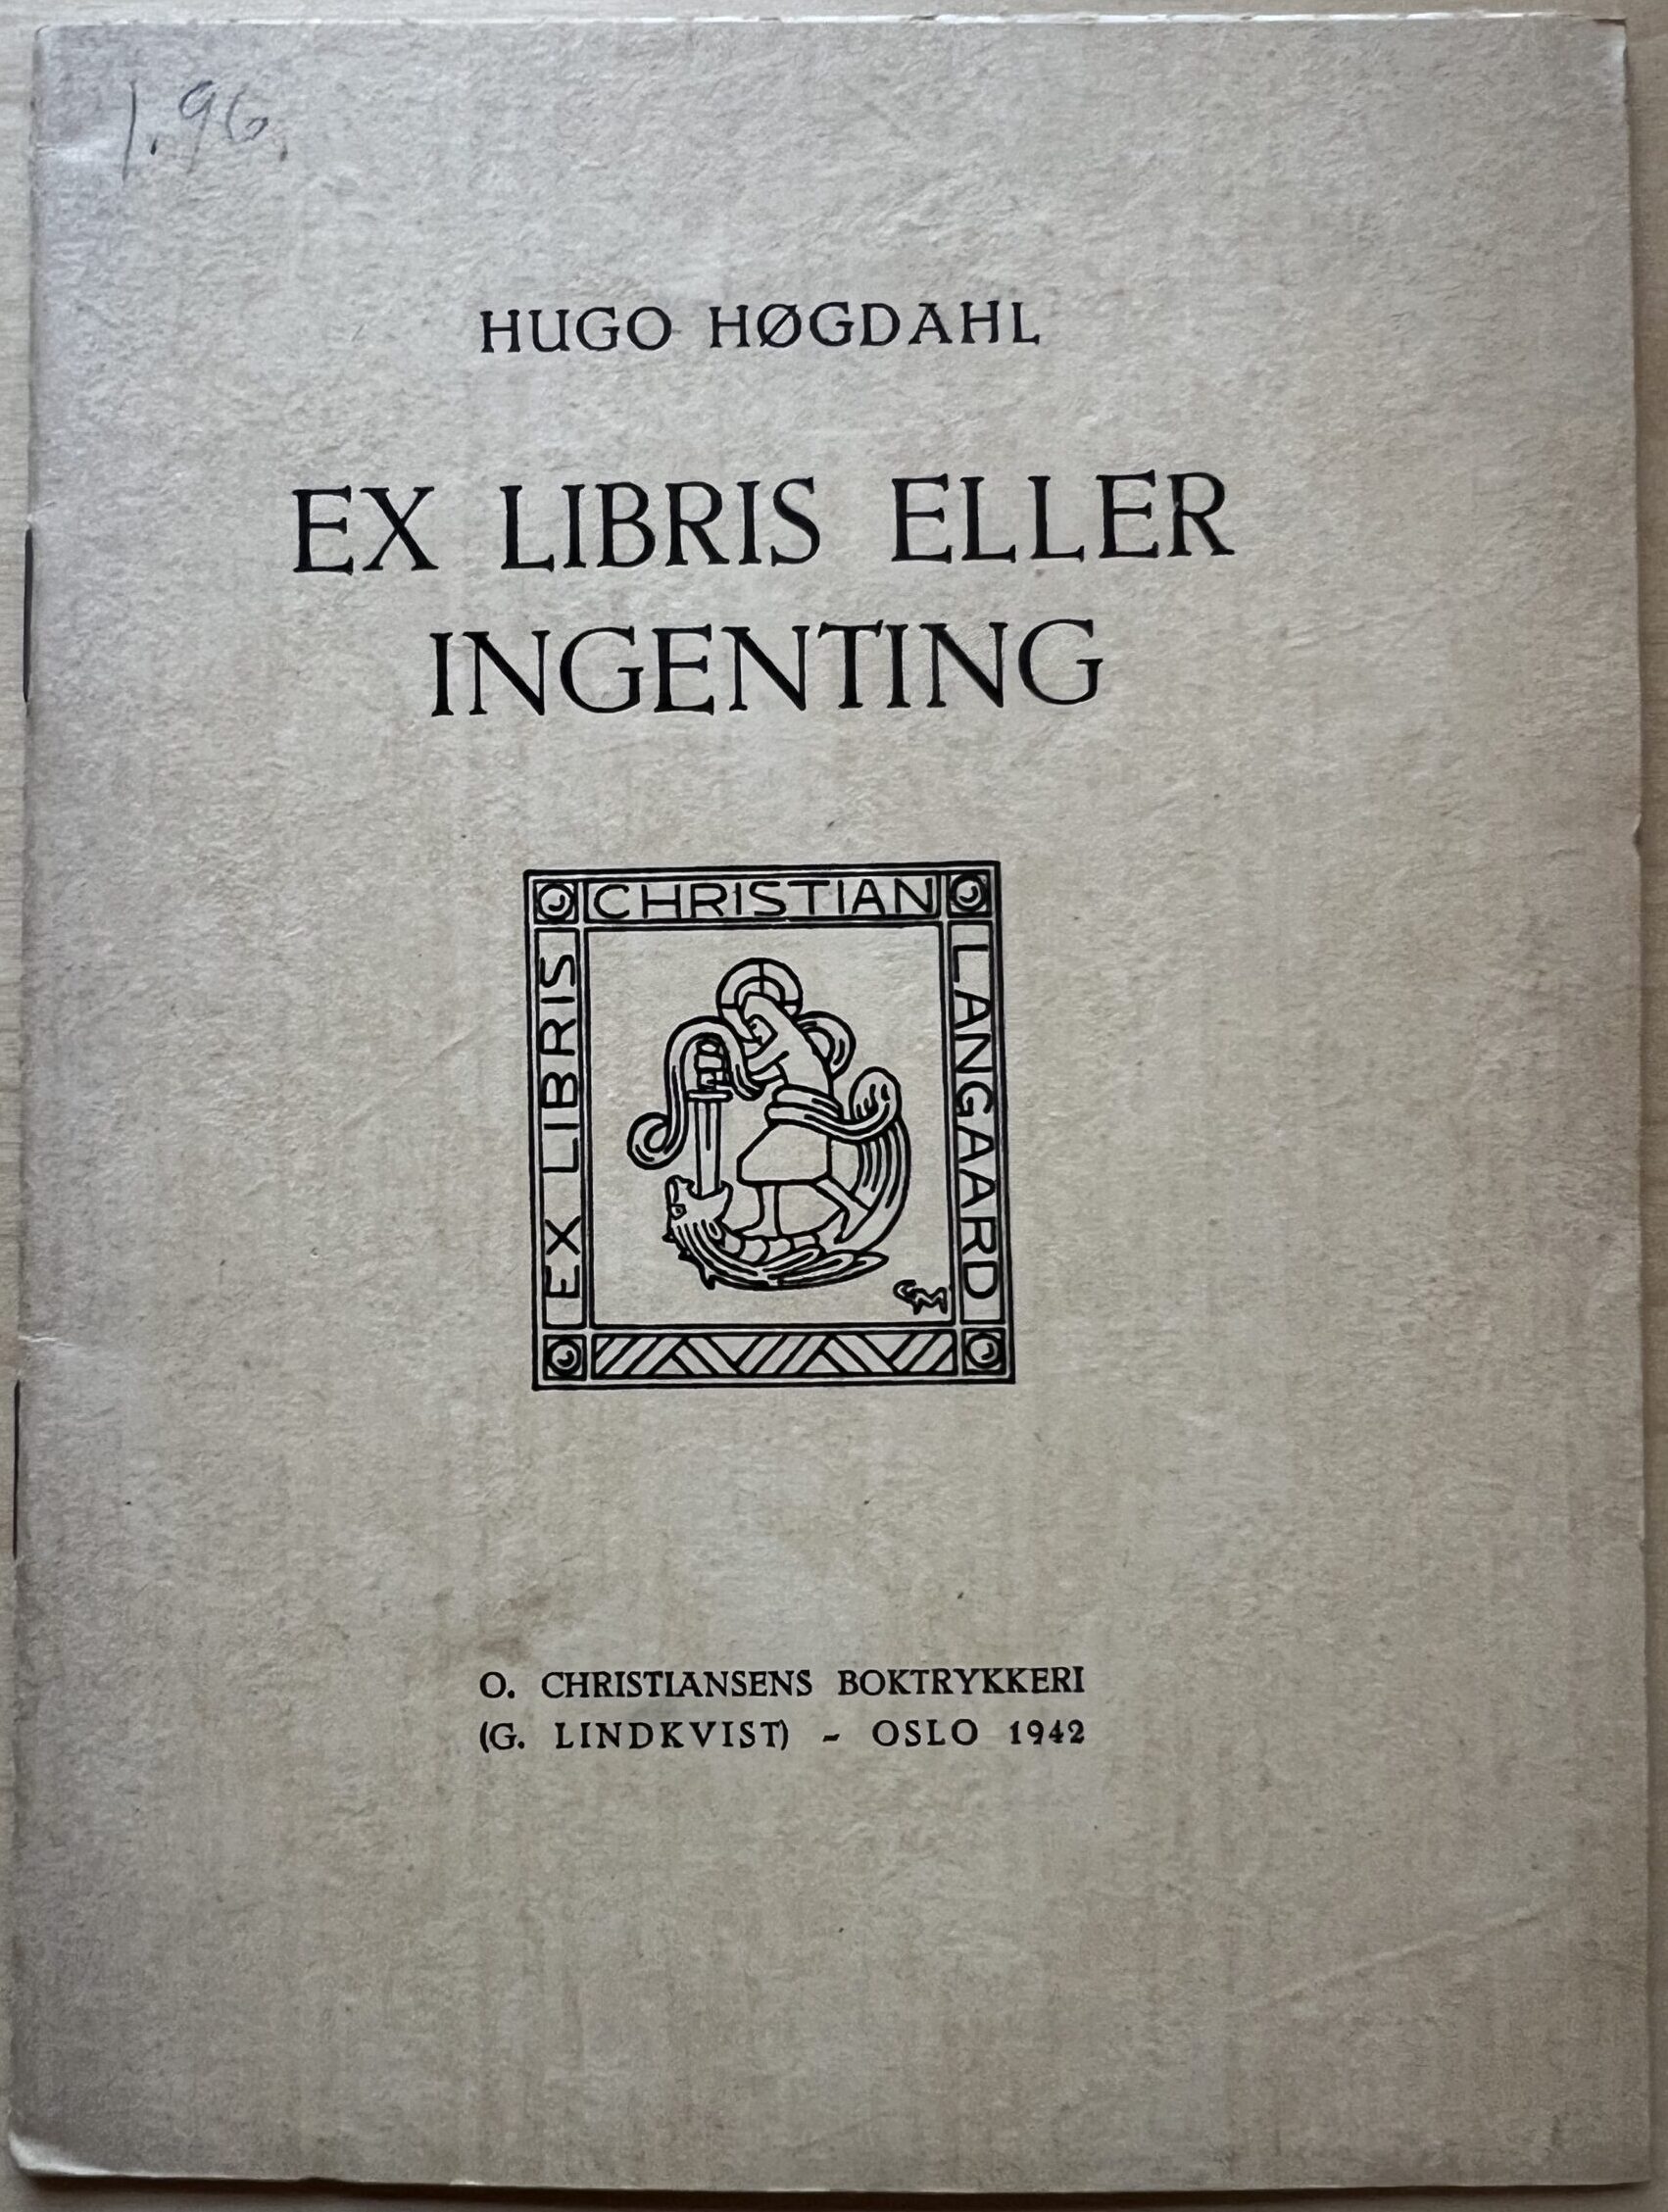 1.96.
HUGO HØGDAHL
EX LIBRIS ELLER
INGENTING
CHRISTIAN
EX LIBRIS
LANGAARD
GM
O. CHRISTIANSENS BOKTRYKKERI
(G. LINDKVIST) - OSLO 1942